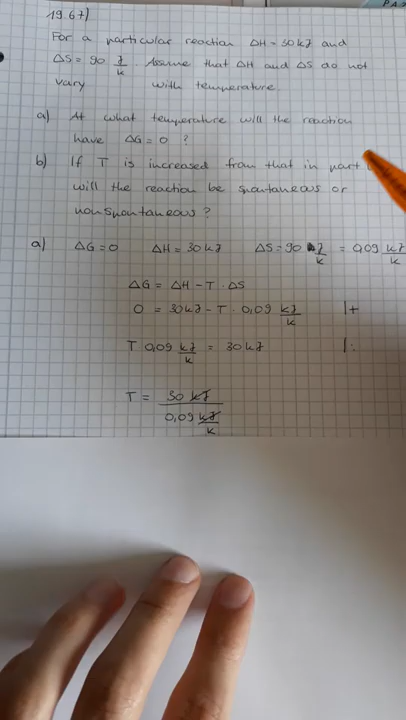 19.67)
For a particular reaction ΔH = 30 kJ and
ΔS = 90 J/K. Assume that ΔH and ΔS do not
vary with temperature.
a) At what temperature will the reaction
have ΔG = 0 ?
b) If T is increased from that in part
will the reaction be spontaneous or
nonspontaneous ?
a) ΔG = 0 ΔH = 30 kJ ΔS = 90 J/K = 0,09 kJ/K
ΔG = ΔH - T · ΔS
0 = 30 kJ - T · 0,09 kJ/K |+
T 0,09 kJ/K = 30 kJ |:
T = 30 kJ / 0,09 kJ/K